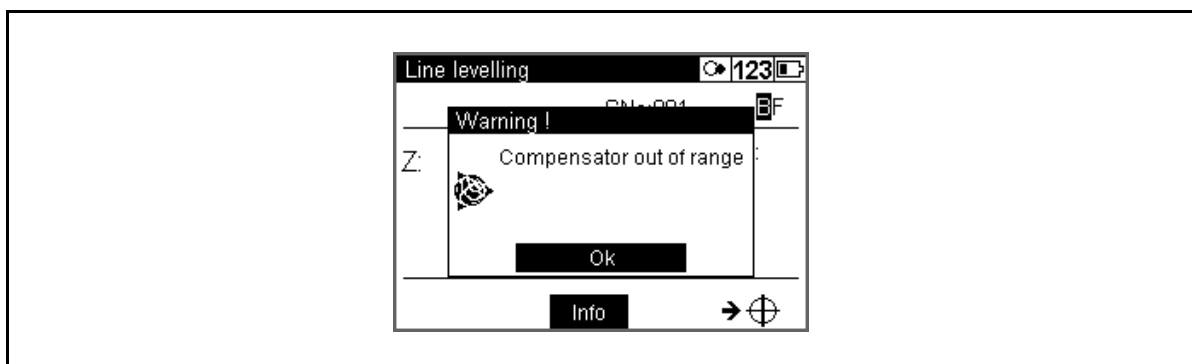 Line levelling 123
BF
Warning !
Z: Compensator out of range :
Ok
Info